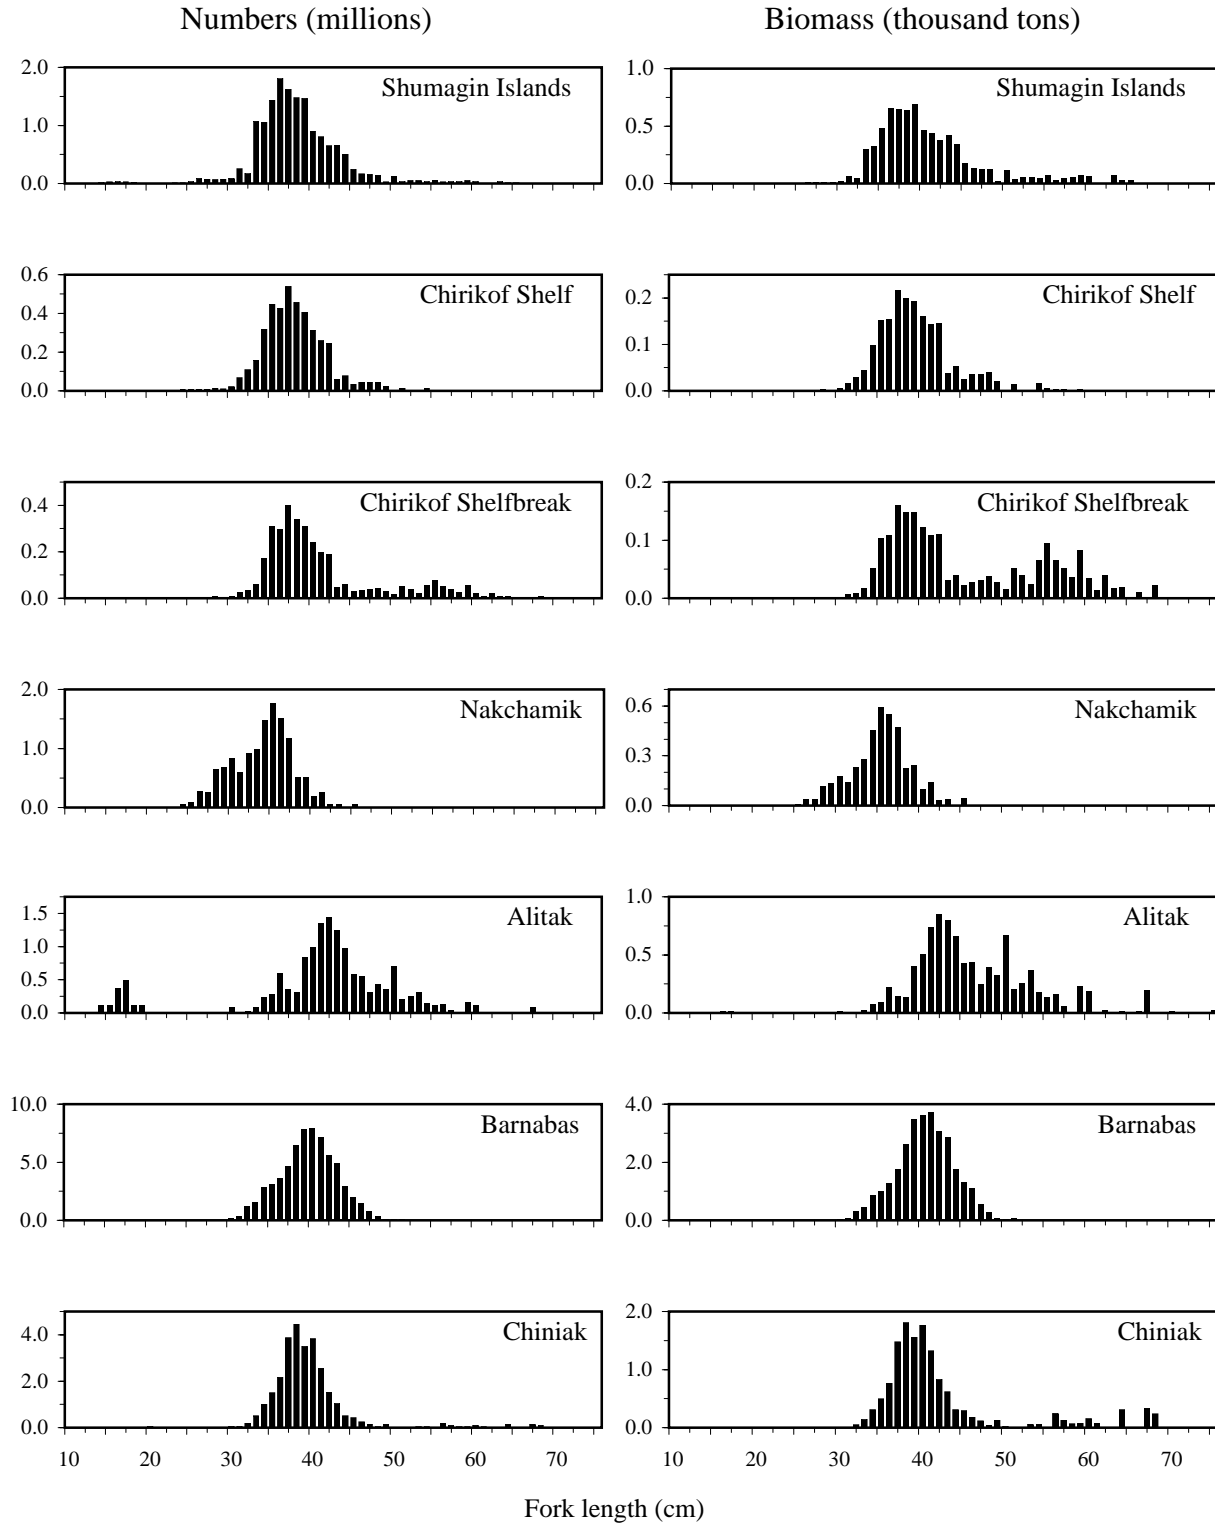 Numbers (millions) Biomass (thousand tons)
2.0 Shumagin Islands 1.0 Shumagin Islands
1.0 0.5
0.0 0.0
0.6 Chirikof Shelf Chirikof Shelf
0.4 0.2
0.2 0.1
0.0 0.0
Chirikof Shelfbreak 0.2 Chirikof Shelfbreak
0.4
0.2 0.1
0.0 0.0
2.0 Nakchamik 0.6 Nakchamik
1.0 0.3
0.0 0.0
1.5 Alitak 1.0 Alitak
1.0 0.5
0.5
0.0 0.0
10.0 Barnabas 4.0 Barnabas
5.0 2.0
0.0 0.0
Chiniak 2.0 Chiniak
4.0
2.0 1.0
0.0 0.0
10 20 30 40 50 60 70 10 20 30 40 50 60 70
Fork length (cm)